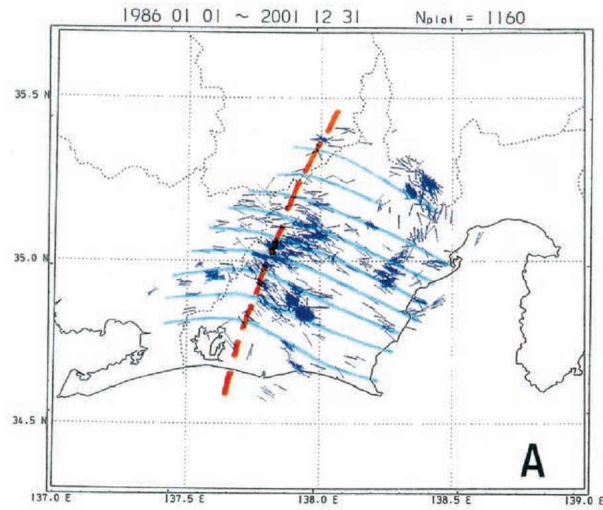 1986 01 01 ~ 2001 12 31 Nplot = 1160
35.5 N
35.0 N
34.5 N
A
137.0 E 137.5 E 138.0 E 138.5 E 139.0 E